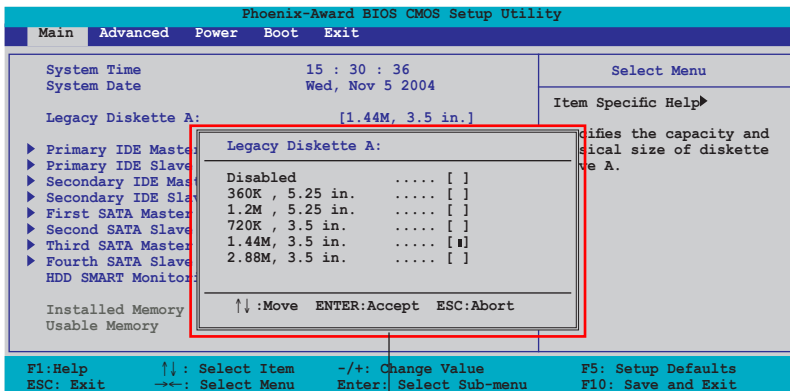 Phoenix-Award BIOS CMOS Setup Utility
Main Advanced Power Boot Exit
System Time 15 : 30 : 36
System Date Wed, Nov 5 2004
Legacy Diskette A: [1.44M, 3.5 in.]
Primary IDE Master
Primary IDE Slave
Secondary IDE Mas
Secondary IDE Sla
First SATA Master
Second SATA Slave
Third SATA Master
Fourth SATA Slave
HDD SMART Monitori
Installed Memory
Usable Memory
Legacy Diskette A:
Disabled ..... [ ]
360K , 5.25 in. ..... [ ]
1.2M , 5.25 in. ..... [ ]
720K , 3.5 in. ..... [ ]
1.44M, 3.5 in. ..... [▮]
2.88M, 3.5 in. ..... [ ]
↑↓ :Move ENTER:Accept ESC:Abort
Select Menu
Item Specific Help
cifies the capacity and
sical size of diskette
ve A.
F1:Help ↑↓ : Select Item -/+: Change Value F5: Setup Defaults
ESC: Exit →←: Select Menu Enter: Select Sub-menu F10: Save and Exit